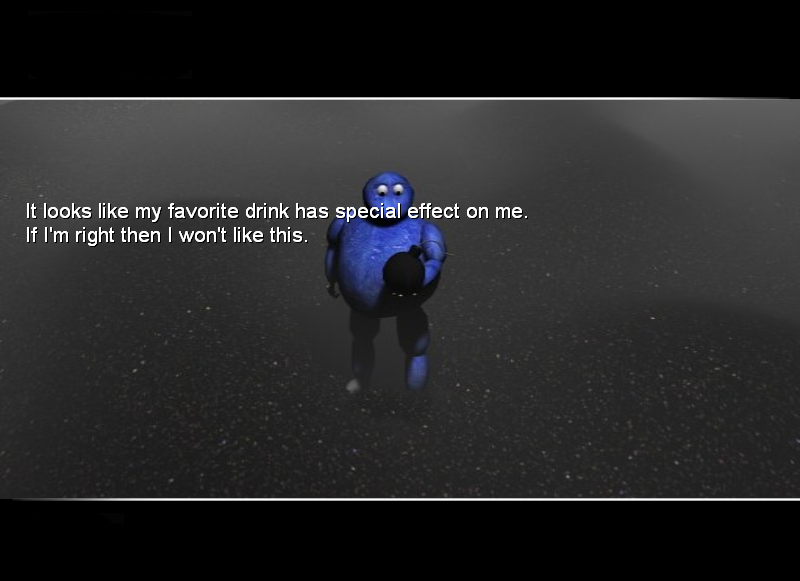 It looks like my favorite drink has special effect on me.
If I'm right then I won't like this.